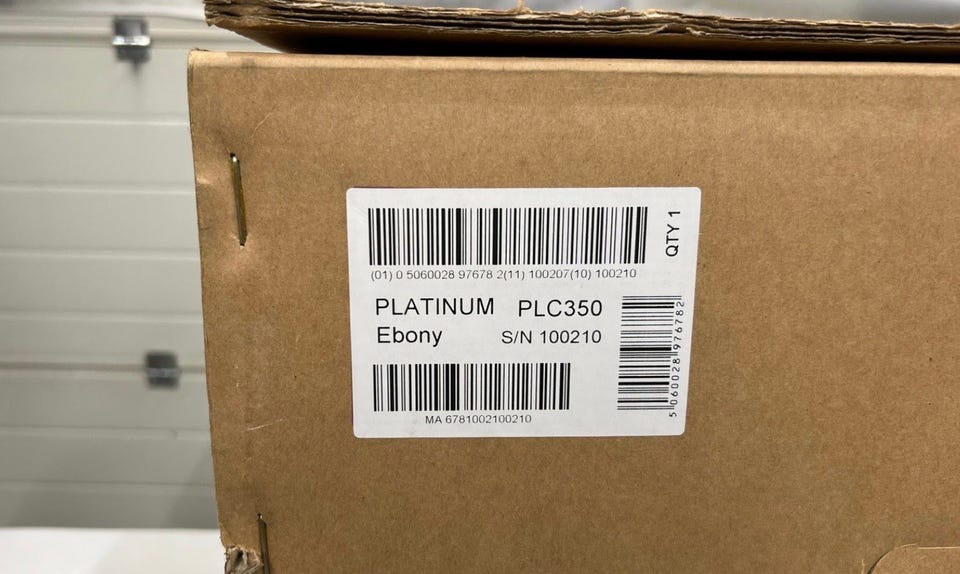 (01) 0 5060028 97678 2(11) 100207(10) 100210
QTY 1
PLATINUM PLC350
Ebony S/N 100210
5 060028 976782
MA 6781002100210